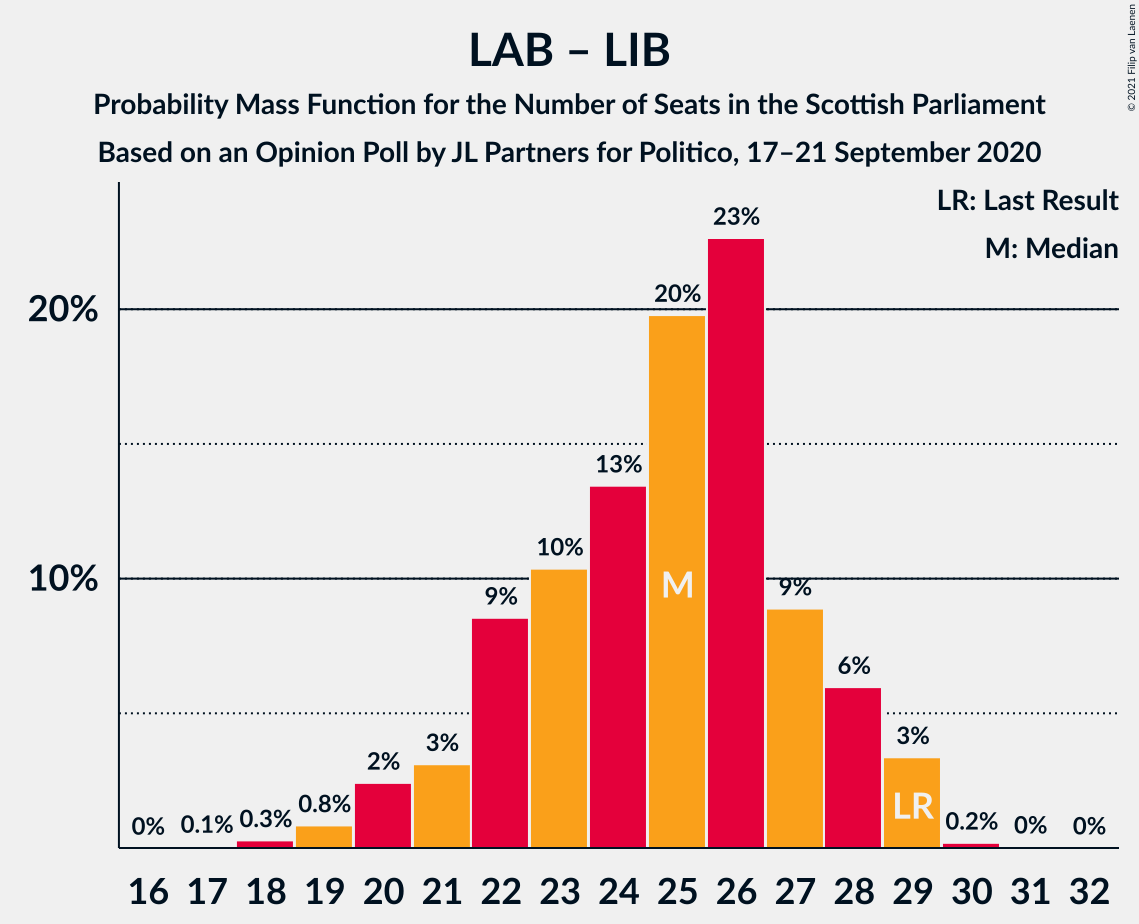 LAB – LIB
Probability Mass Function for the Number of Seats in the Scottish Parliament
Based on an Opinion Poll by JL Partners for Politico, 17–21 September 2020
© 2021 Filip van Laenen
LR: Last Result
M: Median
20%
10%
0% 0.1% 0.3% 0.8% 2% 3% 9% 10% 13% 20% 23% 9% 6% 3% 0.2% 0% 0%
M
LR
16 17 18 19 20 21 22 23 24 25 26 27 28 29 30 31 32